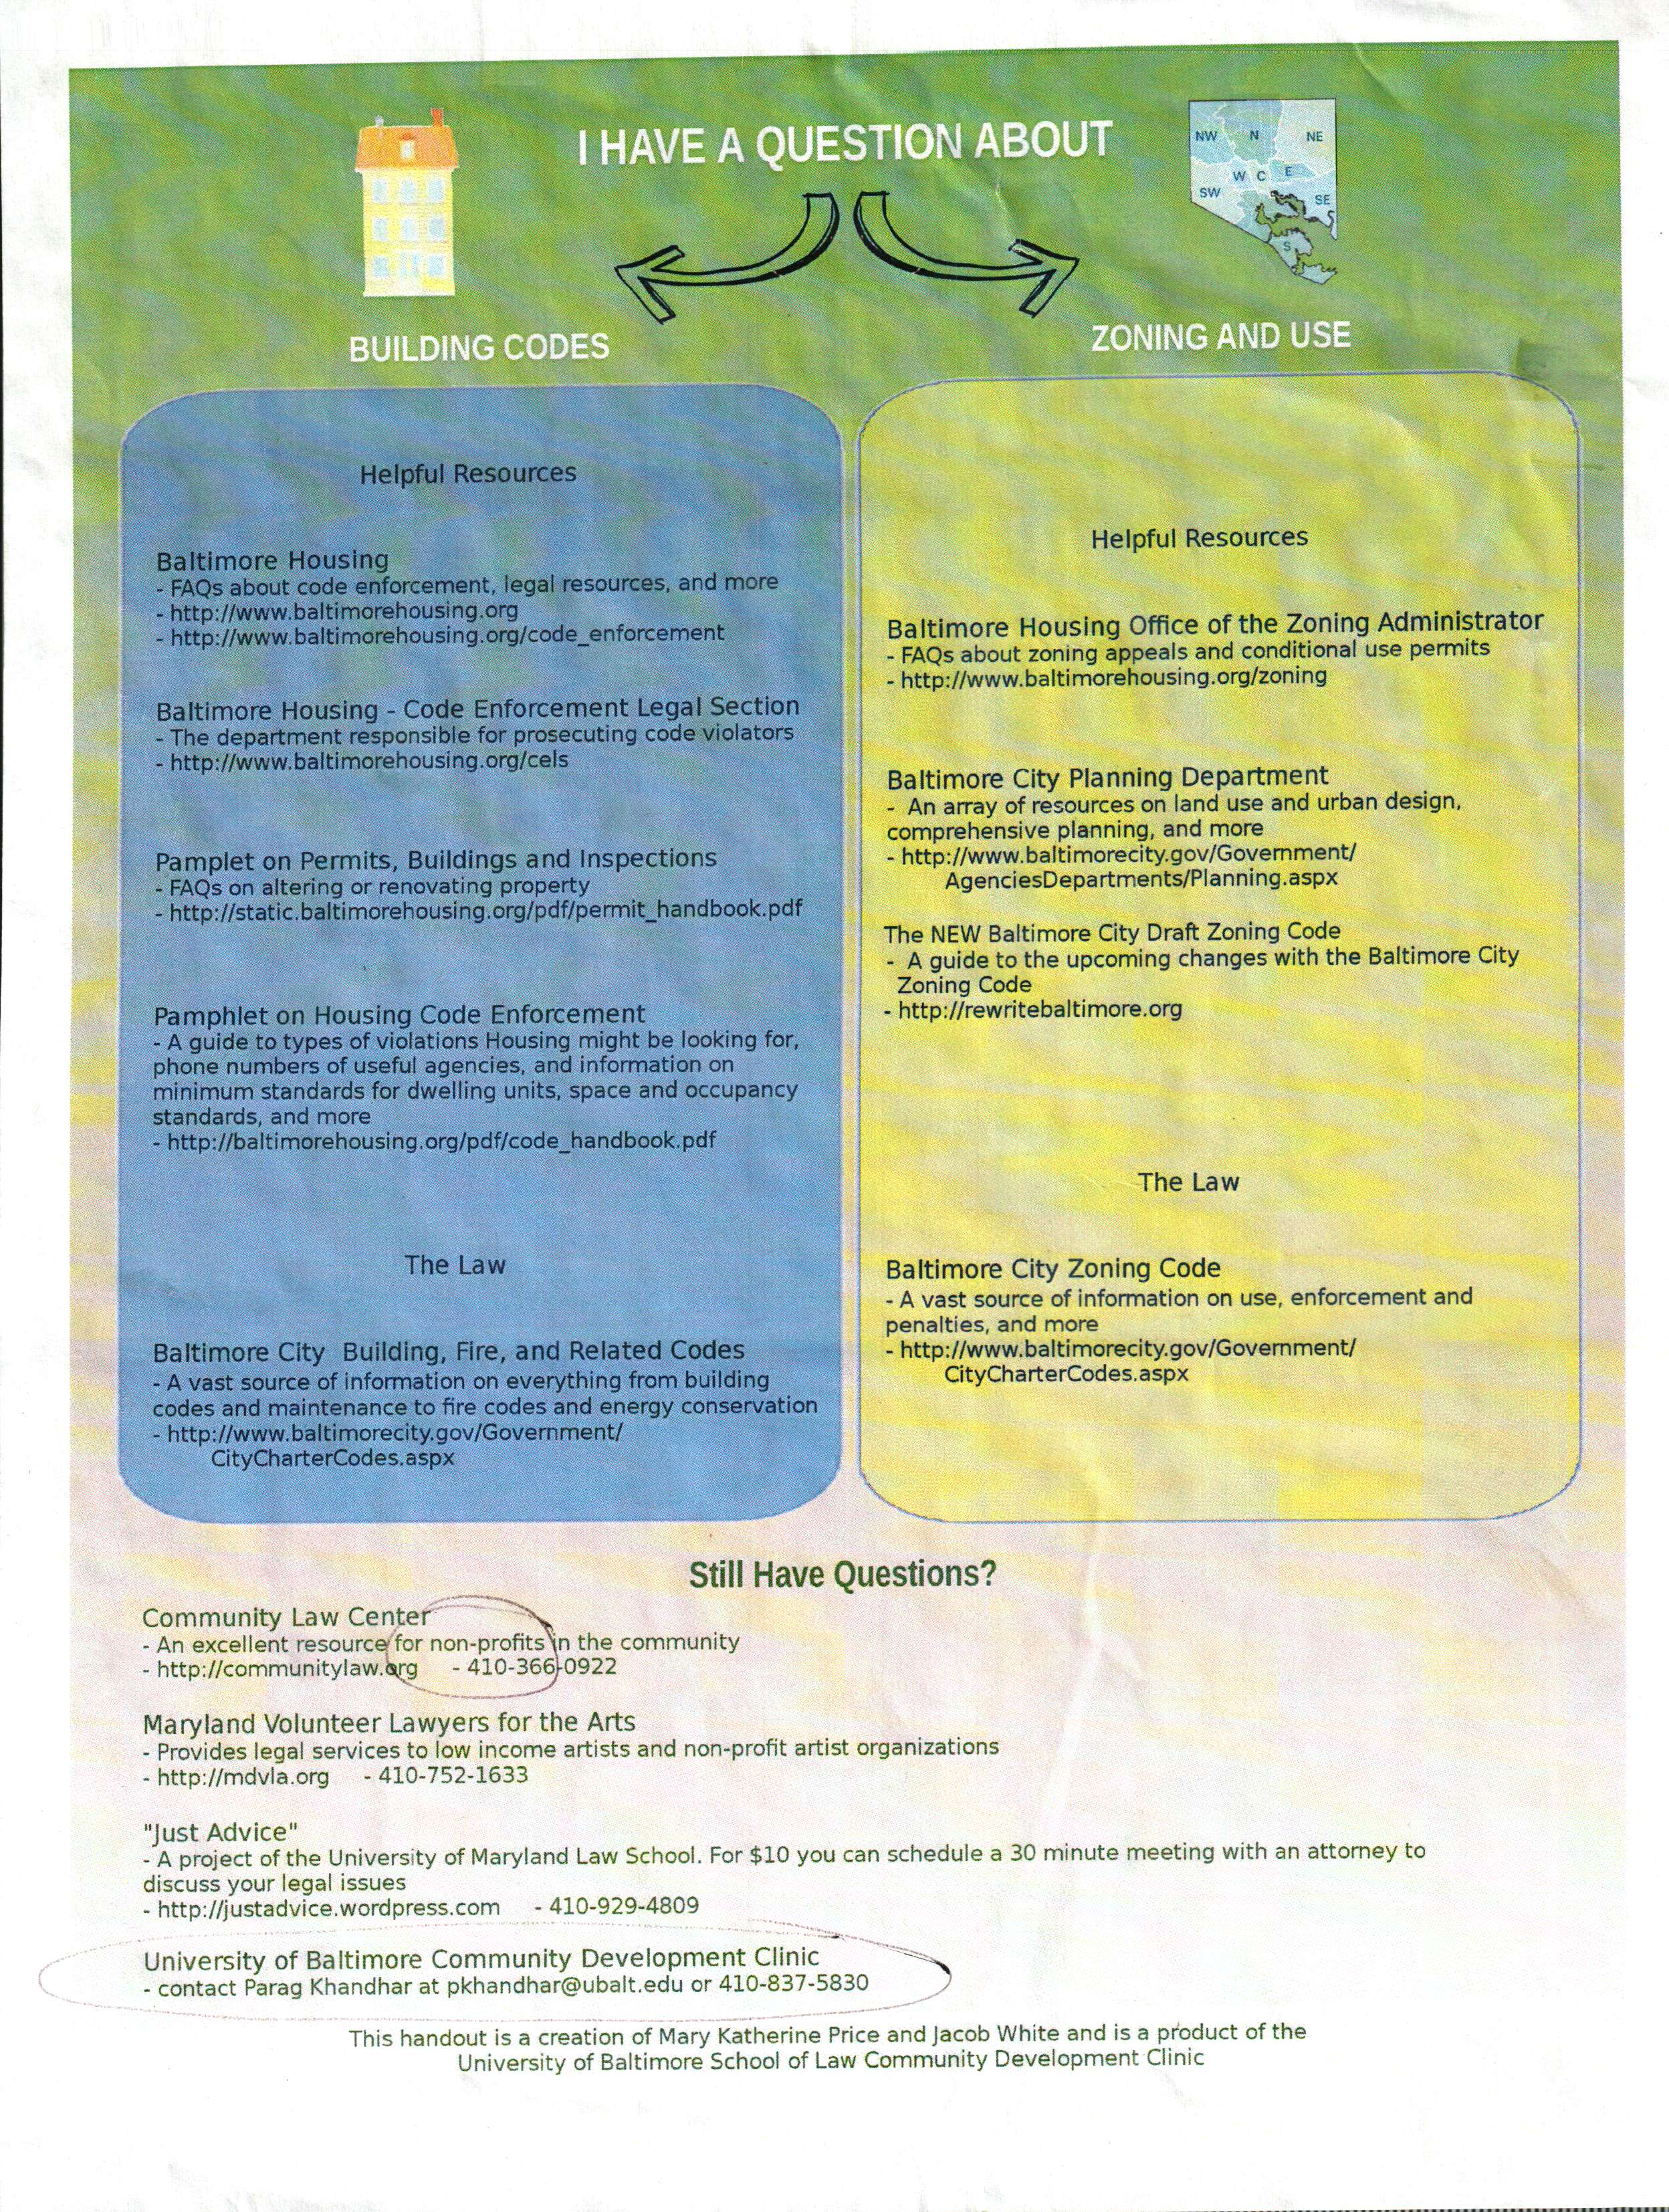 I HAVE A QUESTION ABOUT
NW
N
NE
W
C
E
SW
SE
S
BUILDING CODES
ZONING AND USE
Helpful Resources
Baltimore Housing
- FAQs about code enforcement, legal resources, and more
- http://www.baltimorehousing.org
- http://www.baltimorehousing.org/code_enforcement
Baltimore Housing - Code Enforcement Legal Section
- The department responsible for prosecuting code violators
- http://www.baltimorehousing.org/cels
Pamplet on Permits, Buildings and Inspections
- FAQs on altering or renovating property
- http://static.baltimorehousing.org/pdf/permit_handbook.pdf
Pamphlet on Housing Code Enforcement
- A guide to types of violations Housing might be looking for,
phone numbers of useful agencies, and information on
minimum standards for dwelling units, space and occupancy
standards, and more
- http://baltimorehousing.org/pdf/code_handbook.pdf
The Law
Baltimore City Building, Fire, and Related Codes
- A vast source of information on everything from building
codes and maintenance to fire codes and energy conservation
- http://www.baltimorecity.gov/Government/
CityCharterCodes.aspx
Helpful Resources
Baltimore Housing Office of the Zoning Administrator
- FAQs about zoning appeals and conditional use permits
- http://www.baltimorehousing.org/zoning
Baltimore City Planning Department
- An array of resources on land use and urban design,
comprehensive planning, and more
- http://www.baltimorecity.gov/Government/
AgenciesDepartments/Planning.aspx
The NEW Baltimore City Draft Zoning Code
- A guide to the upcoming changes with the Baltimore City
Zoning Code
- http://rewritebaltimore.org
The Law
Baltimore City Zoning Code
- A vast source of information on use, enforcement and
penalties, and more
- http://www.baltimorecity.gov/Government/
CityCharterCodes.aspx
Still Have Questions?
Community Law Center
- An excellent resource for non-profits in the community
- http://communitylaw.org - 410-366-0922
Maryland Volunteer Lawyers for the Arts
- Provides legal services to low income artists and non-profit artist organizations
- http://mdvla.org - 410-752-1633
"Just Advice"
- A project of the University of Maryland Law School. For $10 you can schedule a 30 minute meeting with an attorney to
discuss your legal issues
- http://justadvice.wordpress.com - 410-929-4809
University of Baltimore Community Development Clinic
- contact Parag Khandhar at pkhandhar@ubalt.edu or 410-837-5830
This handout is a creation of Mary Katherine Price and Jacob White and is a product of the
University of Baltimore School of Law Community Development Clinic